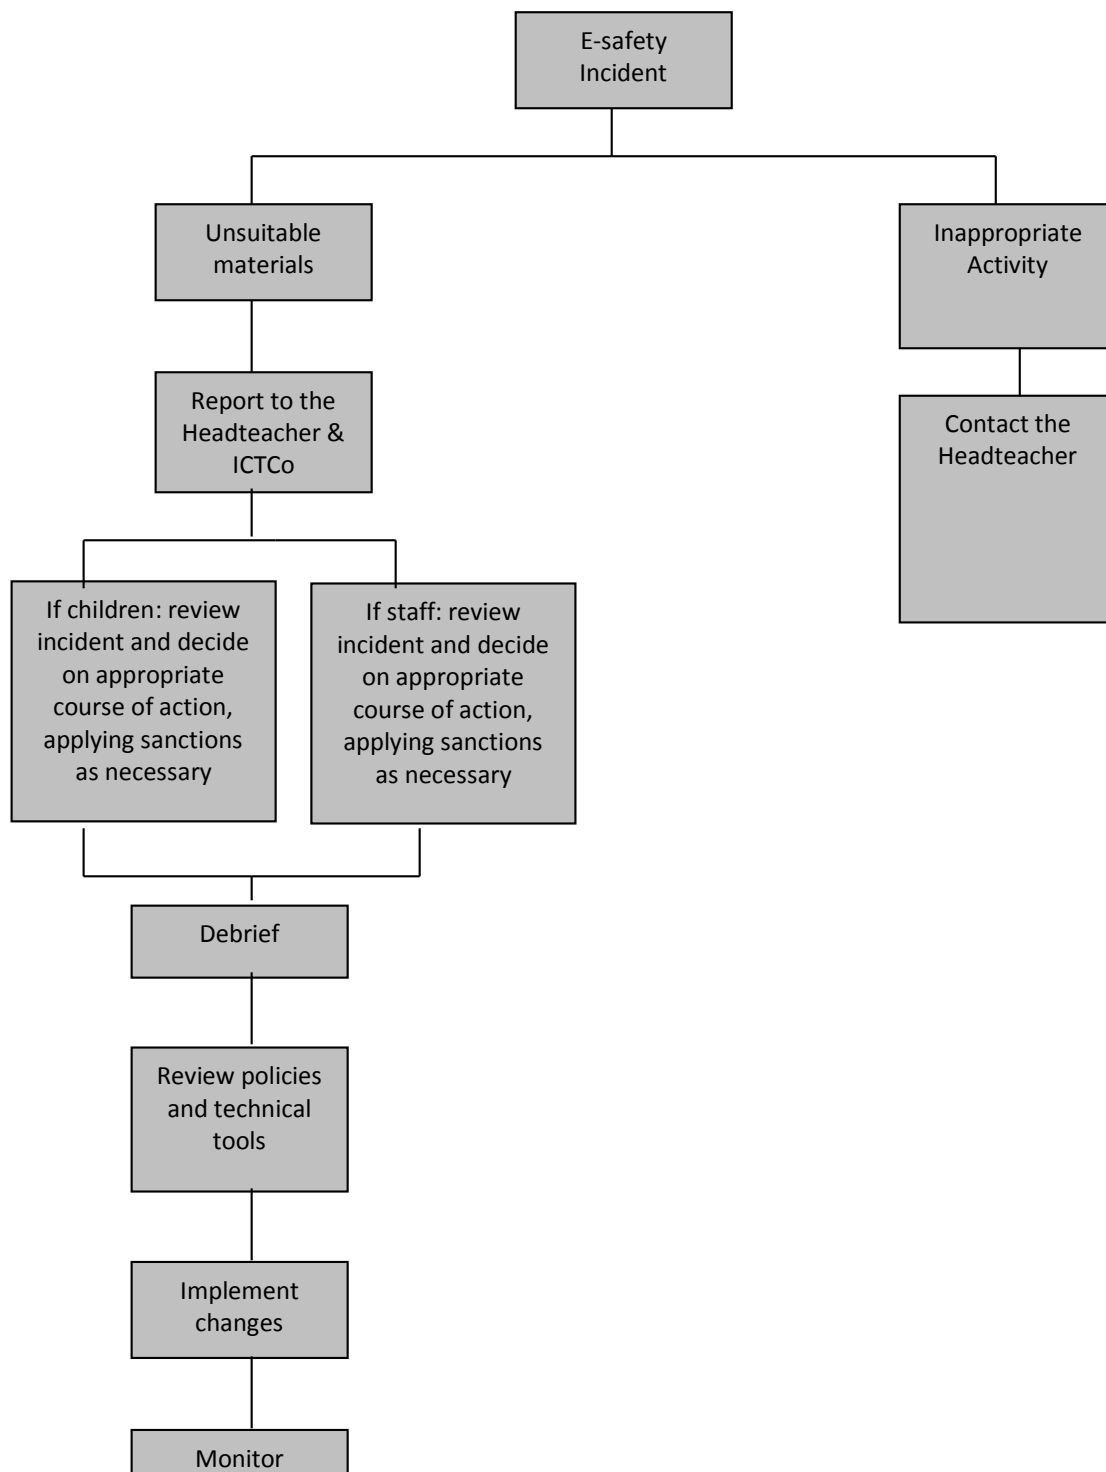 E-safety
Incident
Unsuitable
materials
Inappropriate
Activity
Report to the
Headteacher &
ICTCo
Contact the
Headteacher
If children: review
incident and decide
on appropriate
course of action,
applying sanctions
as necessary
If staff: review
incident and decide
on appropriate
course of action,
applying sanctions
as necessary
Debrief
Review policies
and technical
tools
Implement
changes
Monitor